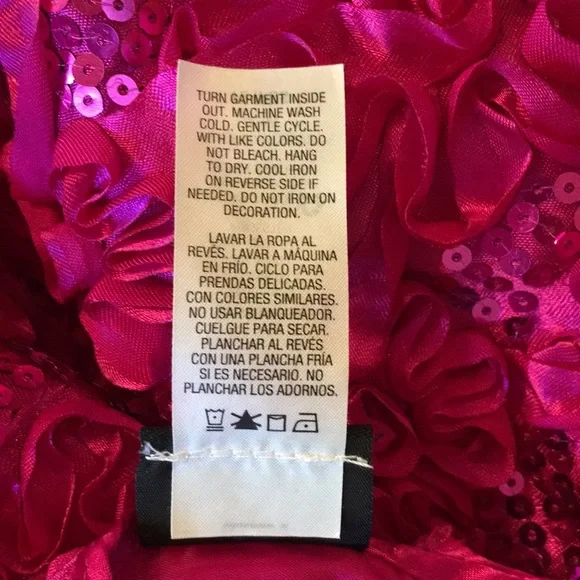 TURN GARMENT INSIDE
OUT. MACHINE WASH
COLD. GENTLE CYCLE.
WITH LIKE COLORS. DO
NOT BLEACH. HANG
TO DRY. COOL IRON
ON REVERSE SIDE IF
NEEDED. DO NOT IRON ON
DECORATION.
LAVAR LA ROPA AL
REVÉS. LAVAR A MÁQUINA
EN FRÍO. CICLO PARA
PRENDAS DELICADAS.
CON COLORES SIMILARES.
NO USAR BLANQUEADOR.
CUELGUE PARA SECAR.
PLANCHAR AL REVÉS
CON UNA PLANCHA FRÍA
SI ES NECESARIO. NO
PLANCHAR LOS ADORNOS.